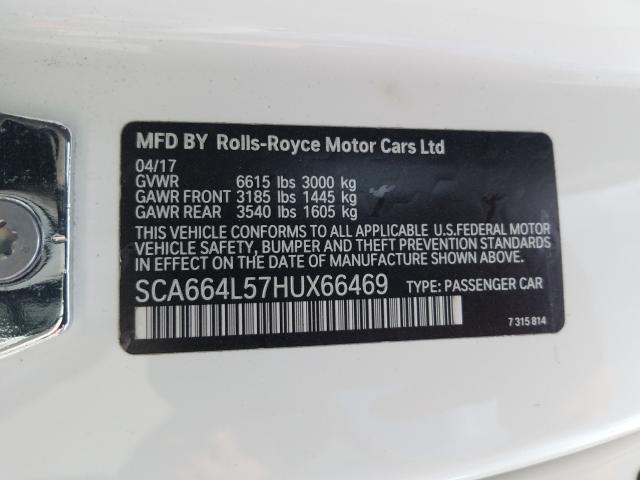 MFD BY Rolls-Royce Motor Cars Ltd
04/17
GVWR 6615 lbs 3000 kg
GAWR FRONT 3185 lbs 1445 kg
GAWR REAR 3540 lbs 1605 kg
THIS VEHICLE CONFORMS TO ALL APPLICABLE U.S.FEDERAL MOTOR
VEHICLE SAFETY, BUMPER AND THEFT PREVENTION STANDARDS
IN EFFECT ON THE DATE OF MANUFACTURE SHOWN ABOVE.
SCA664L57HUX66469 TYPE: PASSENGER CAR
7 315 814